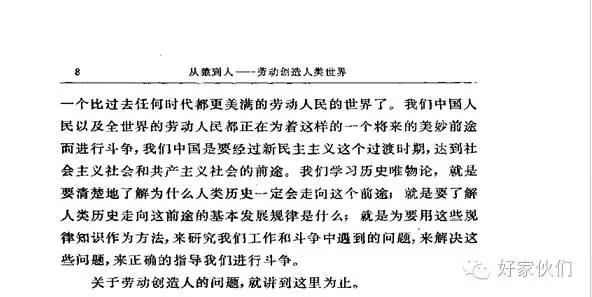 8 从猿到人——劳动创造人类世界
一个比过去任何时代都更美满的劳动人民的世界了。我们中国人
民以及全世界的劳动人民都正在为着这样的一个将来的美妙前途
而进行斗争，我们中国是要经过新民主主义这个过渡时期，达到社
会主义社会和共产主义社会的前途。我们学习历史唯物论，就是
要清楚地了解为什么人类历史一定会走向这个前途；就是要了解
人类历史走向这前途的基本发展规律是什么；就是为要用这些规
律知识作为方法，来研究我们工作和斗争中遇到的问题，来解决这
些问题，来正确的指导我们进行斗争。
关于劳动创造人的问题，就讲到这里为止。
好家伙们